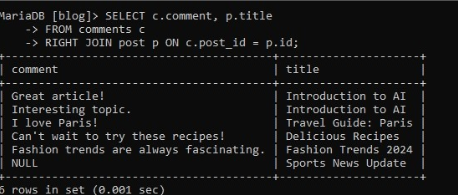 MariaDB [blog]> SELECT c.comment, p.title
-> FROM comments c
-> RIGHT JOIN post p ON c.post_id = p.id;
+--------------------------------------+---------------------+
| comment | title |
+--------------------------------------+---------------------+
| Great article! | Introduction to AI |
| Interesting topic. | Introduction to AI |
| I love Paris! | Travel Guide: Paris |
| Can't wait to try these recipes! | Delicious Recipes |
| Fashion trends are always fascinating. | Fashion Trends 2024 |
| NULL | Sports News Update |
+--------------------------------------+---------------------+
6 rows in set (0.001 sec)